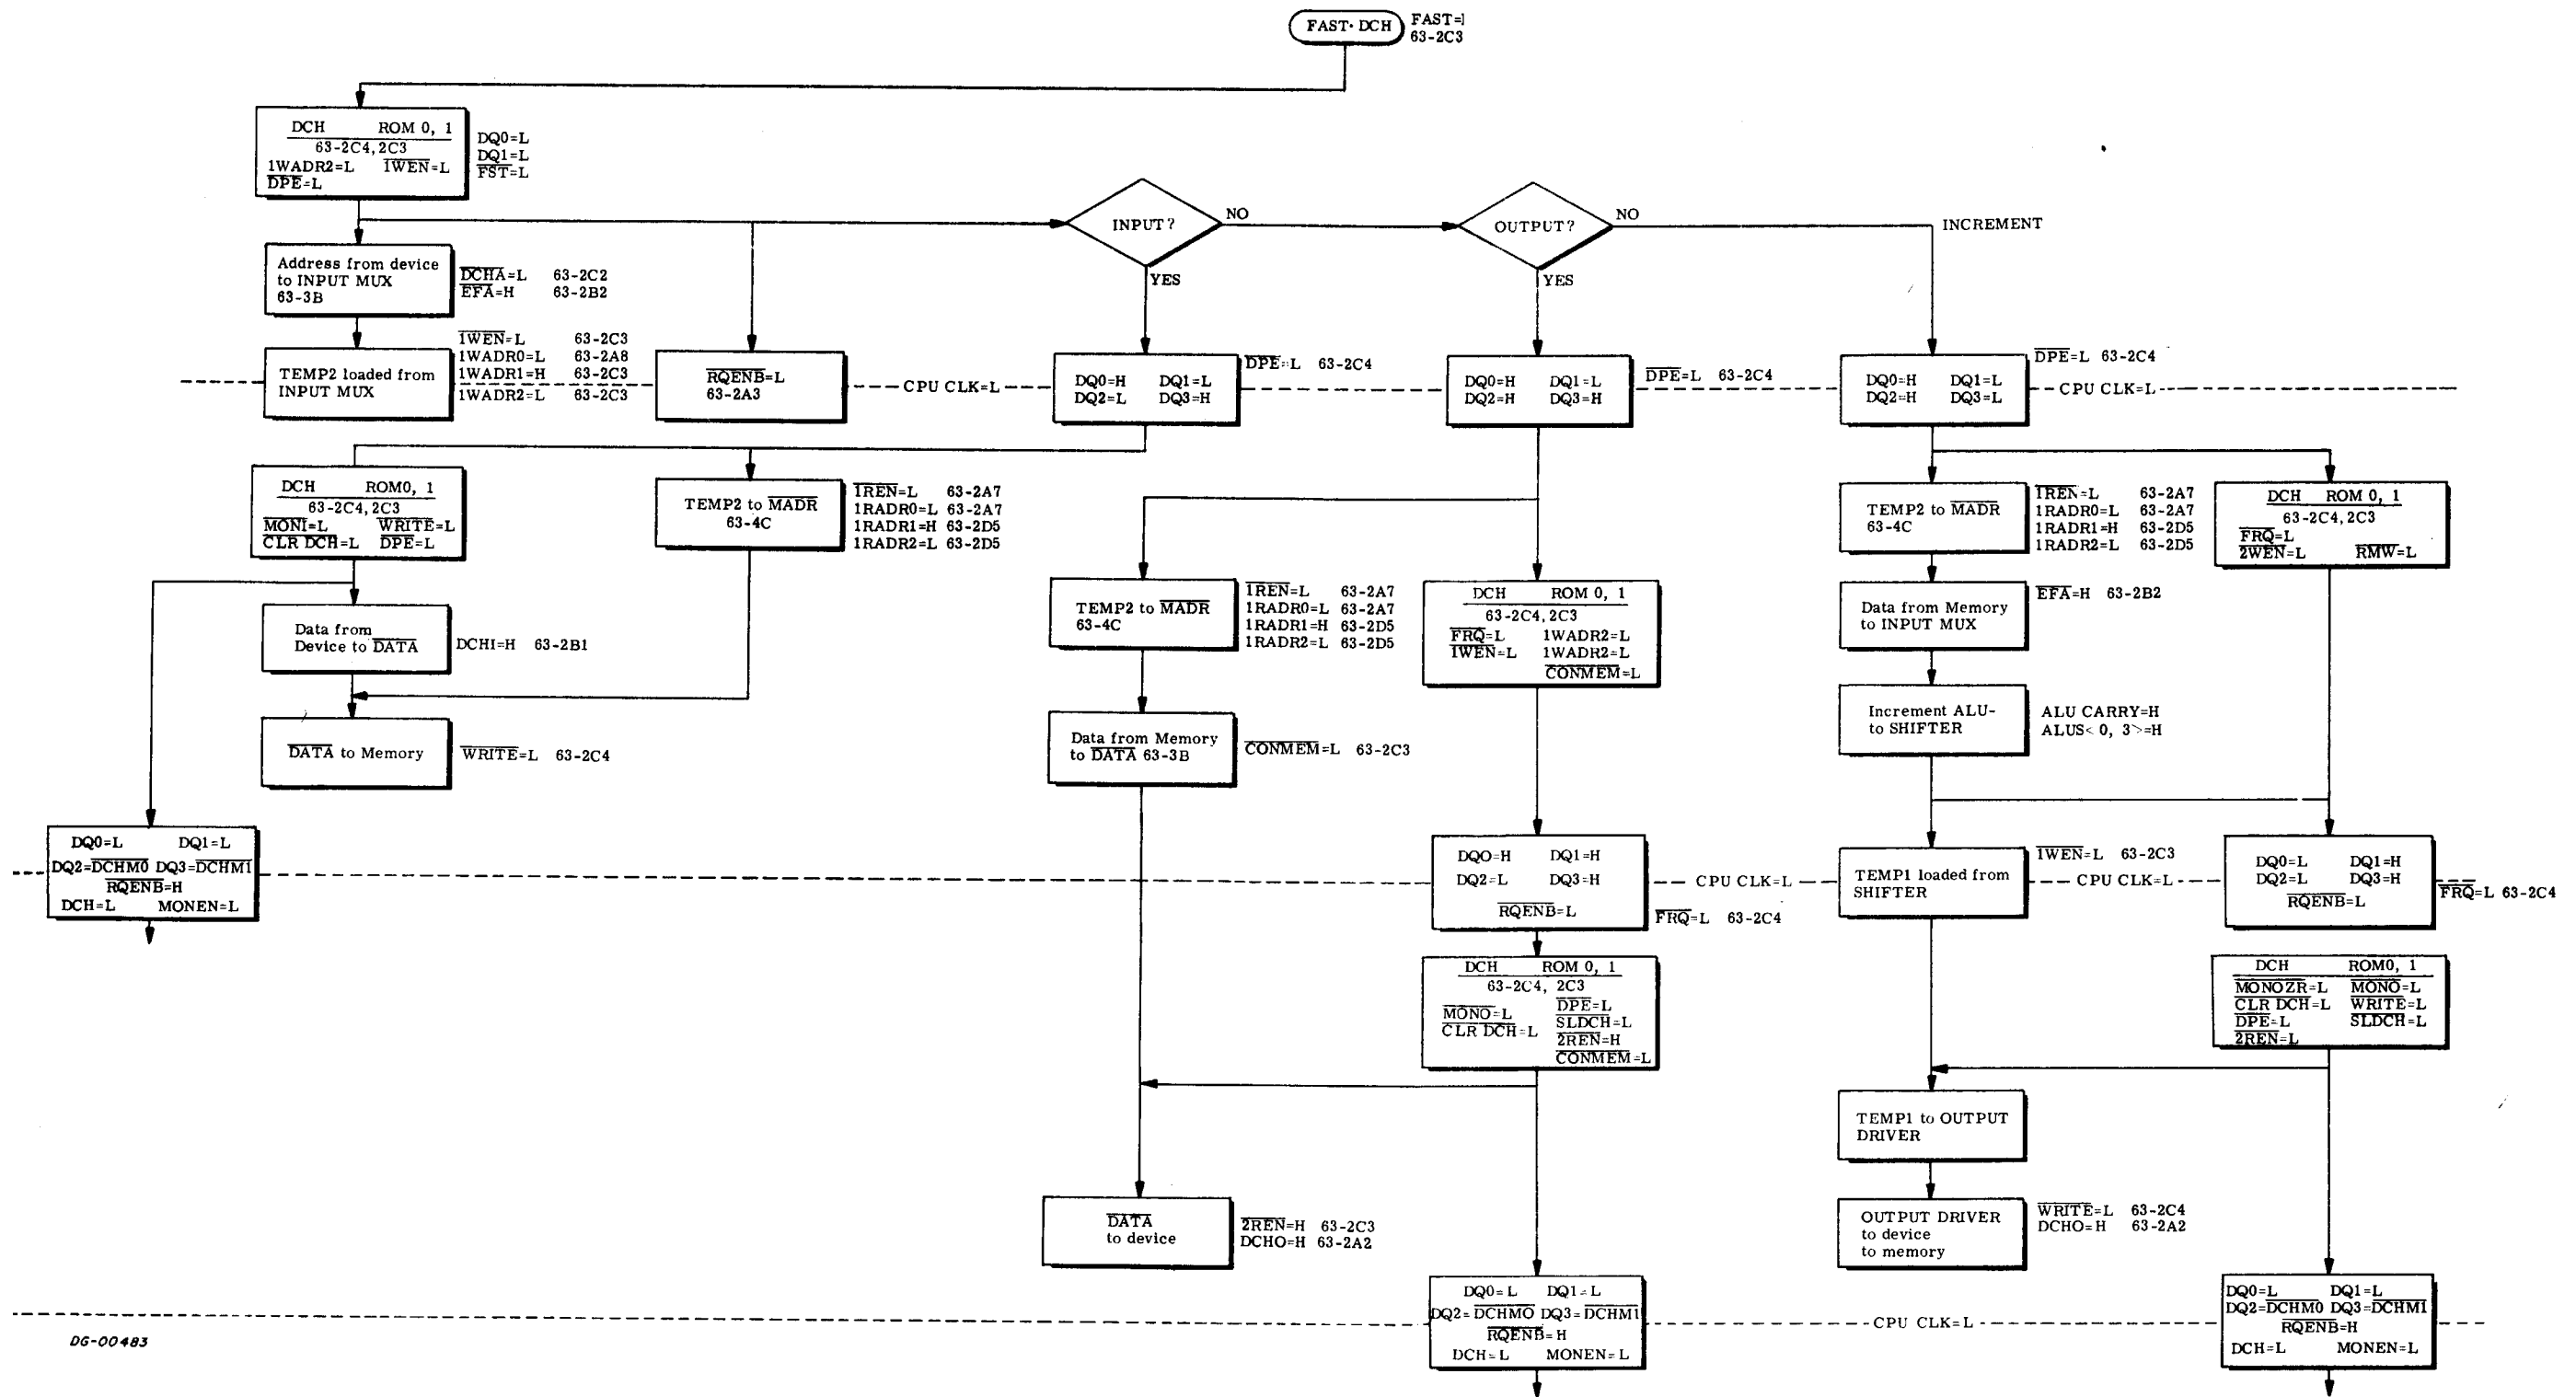 FAST· DCH
FAST=1
63-2C3
DCH ROM 0, 1
63-2C4, 2C3
1WADR2=L 1WEN=L
DPE=L
DQ0=L
DQ1=L
FST=L
INPUT?
NO
YES
OUTPUT?
NO
YES
INCREMENT
Address from device
to INPUT MUX
63-3B
DCHA=L 63-2C2
EFA=H 63-2B2
TEMP2 loaded from
INPUT MUX
1WEN=L 63-2C3
1WADR0=L 63-2A8
1WADR1=H 63-2C3
1WADR2=L 63-2C3
RQENB=L
63-2A3
CPU CLK=L
DQ0=H DQ1=L
DQ2=L DQ3=H
DPE=L 63-2C4
DQ0=H DQ1=L
DQ2=H DQ3=H
DPE=L 63-2C4
DQ0=H DQ1=L
DQ2=H DQ3=L
DPE=L 63-2C4
CPU CLK=L
DCH ROM0, 1
63-2C4, 2C3
MONI=L WRITE=L
CLR DCH=L DPE=L
TEMP2 to MADR
63-4C
1REN=L 63-2A7
1RADR0=L 63-2A7
1RADR1=H 63-2D5
1RADR2=L 63-2D5
Data from
Device to DATA
DCHI=H 63-2B1
DATA to Memory
WRITE=L 63-2C4
DQ0=L DQ1=L
DQ2=DCHM0 DQ3=DCHM1
RQENB=H
DCH=L MONEN=L
TEMP2 to MADR
63-4C
1REN=L 63-2A7
1RADR0=L 63-2A7
1RADR1=H 63-2D5
1RADR2=L 63-2D5
DCH ROM 0, 1
63-2C4, 2C3
FRQ=L 1WADR2=L
1WEN=L 1WADR2=L
CONMEM=L
Data from Memory
to DATA 63-3B
CONMEM=L 63-2C3
DQO=H DQ1=H
DQ2=L DQ3=H
RQENB=L
CPU CLK=L
FRQ=L 63-2C4
DCH ROM 0, 1
63-2C4, 2C3
MONO=L DPE=L
CLR DCH=L SLDCH=L
2REN=H
CONMEM=L
DATA
to device
2REN=H 63-2C3
DCHO=H 63-2A2
DQ0=L DQ1=L
DQ2=DCHMO DQ3=DCHM1
RQENB=H
DCH=L MONEN=L
TEMP2 to MADR
63-4C
1REN=L 63-2A7
1RADR0=L 63-2A7
1RADR1=H 63-2D5
1RADR2=L 63-2D5
DCH ROM 0, 1
63-2C4, 2C3
FRQ=L
2WEN=L RMW=L
Data from Memory
to INPUT MUX
EFA=H 63-2B2
Increment ALU-
to SHIFTER
ALU CARRY=H
ALUS< 0, 3>=H
TEMP1 loaded from
SHIFTER
1WEN=L 63-2C3
CPU CLK=L
DQ0=L DQ1=H
DQ2=L DQ3=H
RQENB=L
FRQ=L 63-2C4
DCH ROM0, 1
MONOZR=L MONO=L
CLR DCH=L WRITE=L
DPE=L SLDCH=L
2REN=L
TEMP1 to OUTPUT
DRIVER
OUTPUT DRIVER
to device
to memory
WRITE=L 63-2C4
DCHO=H 63-2A2
CPU CLK=L
DQ0=L DQ1=L
DQ2=DCHM0 DQ3=DCHM1
RQENB=H
DCH=L MONEN=L
DG-00483